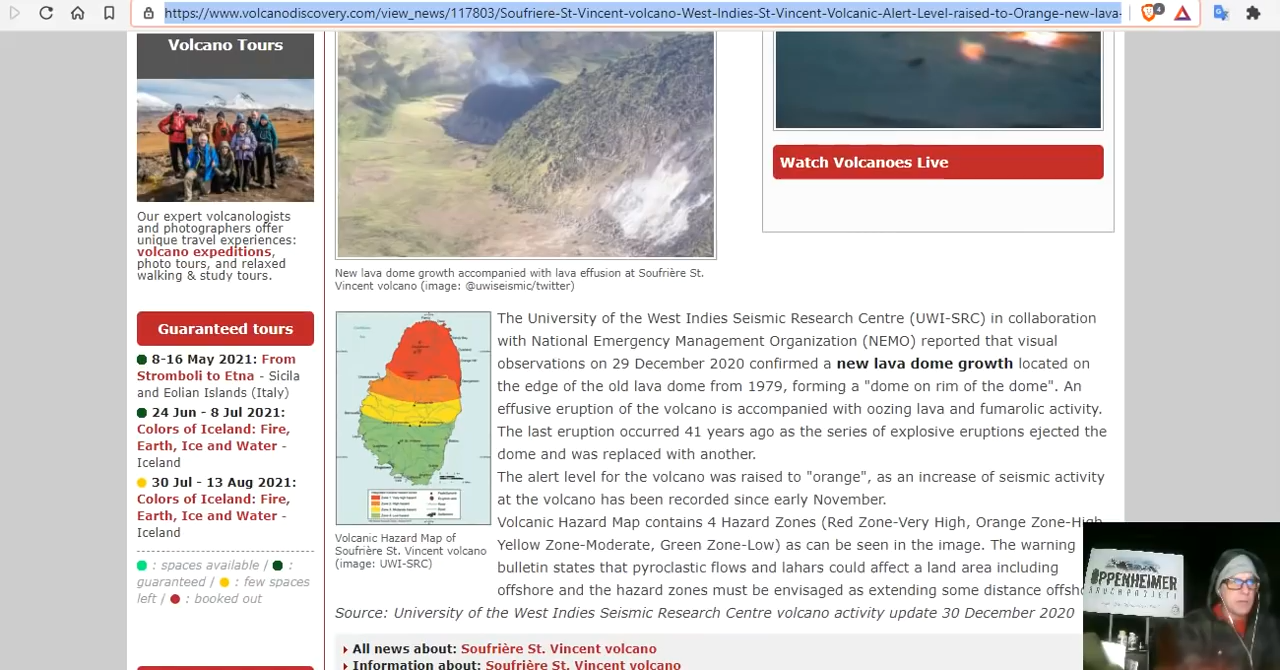 https://www.volcanodiscovery.com/view_news/117803/Soufriere-St-Vincent-volcano-West-Indies-St-Vincent-Volcanic-Alert-Level-raised-to-Orange-new-lava-
4
Volcano Tours
Our expert volcanologists
and photographers offer
unique travel experiences:
volcano expeditions,
photo tours, and relaxed
walking & study tours.
Guaranteed tours
8-16 May 2021: From
Stromboli to Etna - Sicila
and Eolian Islands (Italy)
24 Jun - 8 Jul 2021:
Colors of Iceland: Fire,
Earth, Ice and Water -
Iceland
30 Jul - 13 Aug 2021:
Colors of Iceland: Fire,
Earth, Ice and Water -
Iceland
: spaces available / :
guaranteed / : few spaces
left / : booked out
New lava dome growth accompanied with lava effusion at Soufrière St.
Vincent volcano (image: @uwiseismic/twitter)
Watch Volcanoes Live
Volcanic Hazard Map of
Soufrière St. Vincent volcano
(image: UWI-SRC)
The University of the West Indies Seismic Research Centre (UWI-SRC) in collaboration
with National Emergency Management Organization (NEMO) reported that visual
observations on 29 December 2020 confirmed a new lava dome growth located on
the edge of the old lava dome from 1979, forming a "dome on rim of the dome". An
effusive eruption of the volcano is accompanied with oozing lava and fumarolic activity.
The last eruption occurred 41 years ago as the series of explosive eruptions ejected the
dome and was replaced with another.
The alert level for the volcano was raised to "orange", as an increase of seismic activity
at the volcano has been recorded since early November.
Volcanic Hazard Map contains 4 Hazard Zones (Red Zone-Very High, Orange Zone-High,
Yellow Zone-Moderate, Green Zone-Low) as can be seen in the image. The warning
bulletin states that pyroclastic flows and lahars could affect a land area including
offshore and the hazard zones must be envisaged as extending some distance offsh
Source: University of the West Indies Seismic Research Centre volcano activity update 30 December 2020
All news about: Soufrière St. Vincent volcano
Information about: Soufrière St. Vincent volcano
OPPENHEIMER